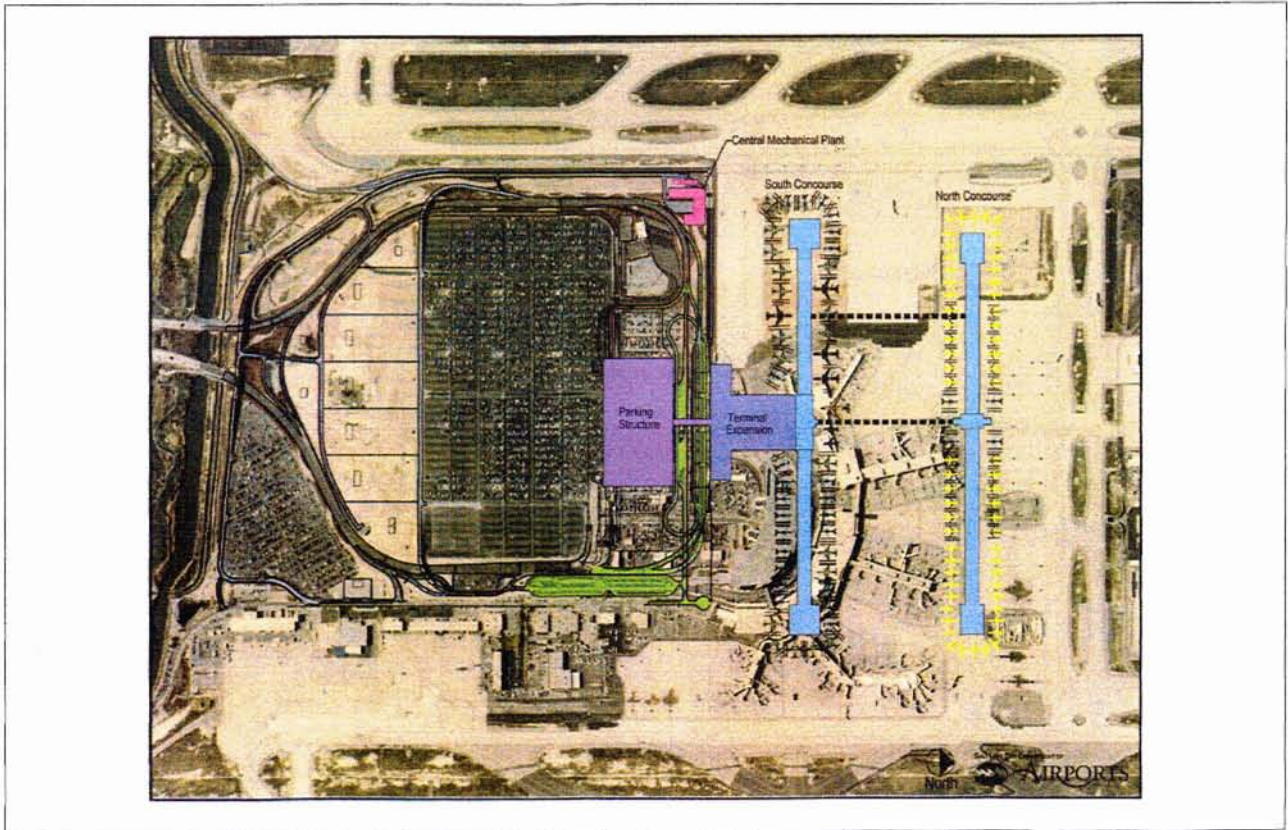 Central Mechanical Plant
South Concourse
North Concourse
Parking
Structure
Terminal
Expansion
North
AIRPORTS